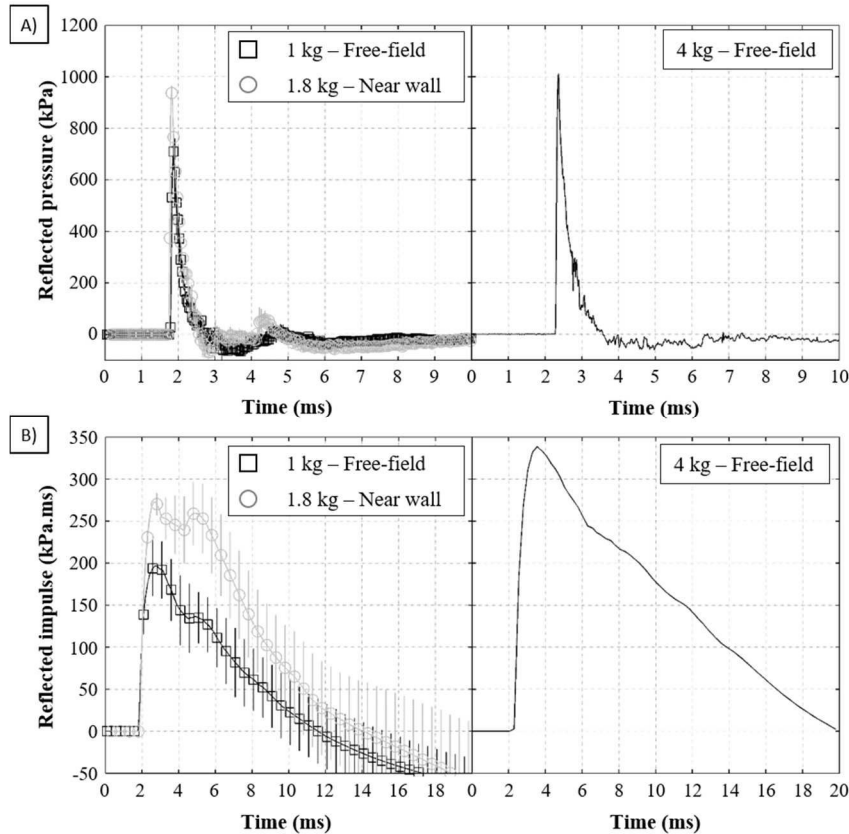 A)
1200
1000
800
600
400
200
0
Reflected pressure (kPa)
1 kg – Free-field
1.8 kg – Near wall
4 kg – Free-field
0 1 2 3 4 5 6 7 8 9
0 1 2 3 4 5 6 7 8 9 10
Time (ms)
Time (ms)
B)
350
300
250
200
150
100
50
0
-50
Reflected impulse (kPa.ms)
1 kg – Free-field
1.8 kg – Near wall
4 kg – Free-field
0 2 4 6 8 10 12 14 16 18
0 2 4 6 8 10 12 14 16 18 20
Time (ms)
Time (ms)